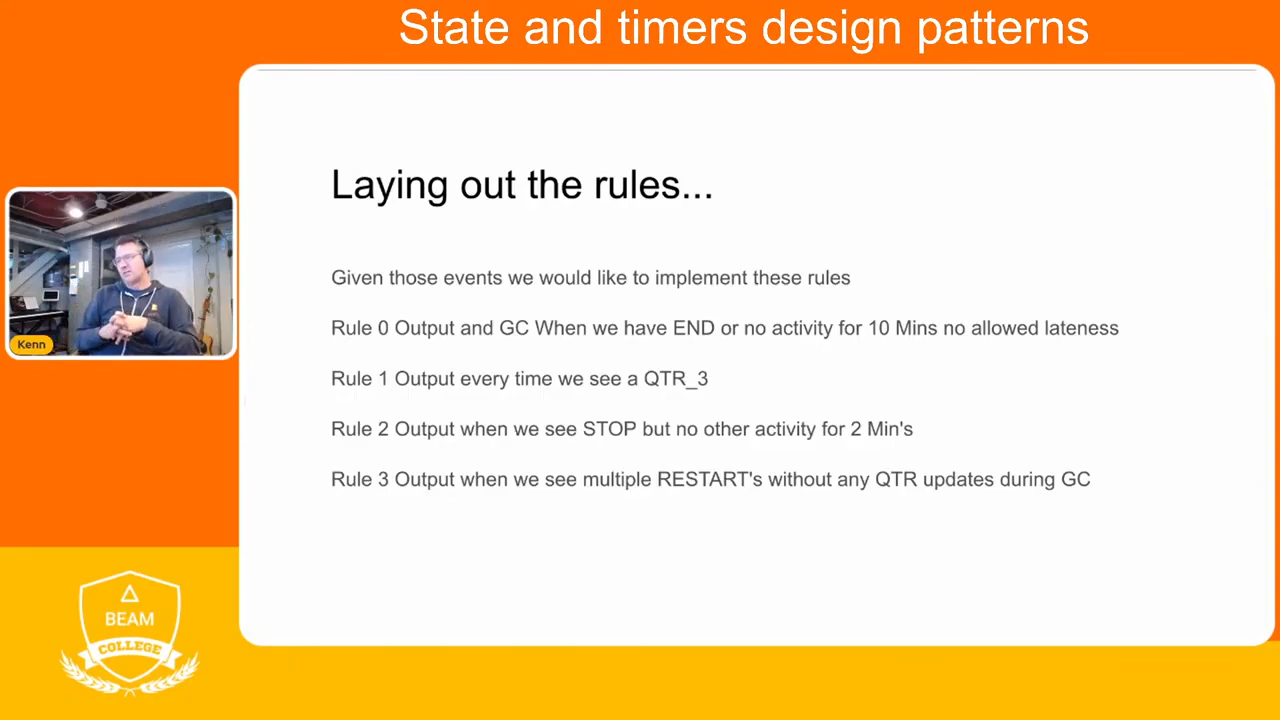 State and timers design patterns
Laying out the rules...
Given those events we would like to implement these rules
Rule 0 Output and GC When we have END or no activity for 10 Mins no allowed lateness
Rule 1 Output every time we see a QTR_3
Rule 2 Output when we see STOP but no other activity for 2 Min's
Rule 3 Output when we see multiple RESTART's without any QTR updates during GC
Kenn
BEAM
COLLEGE